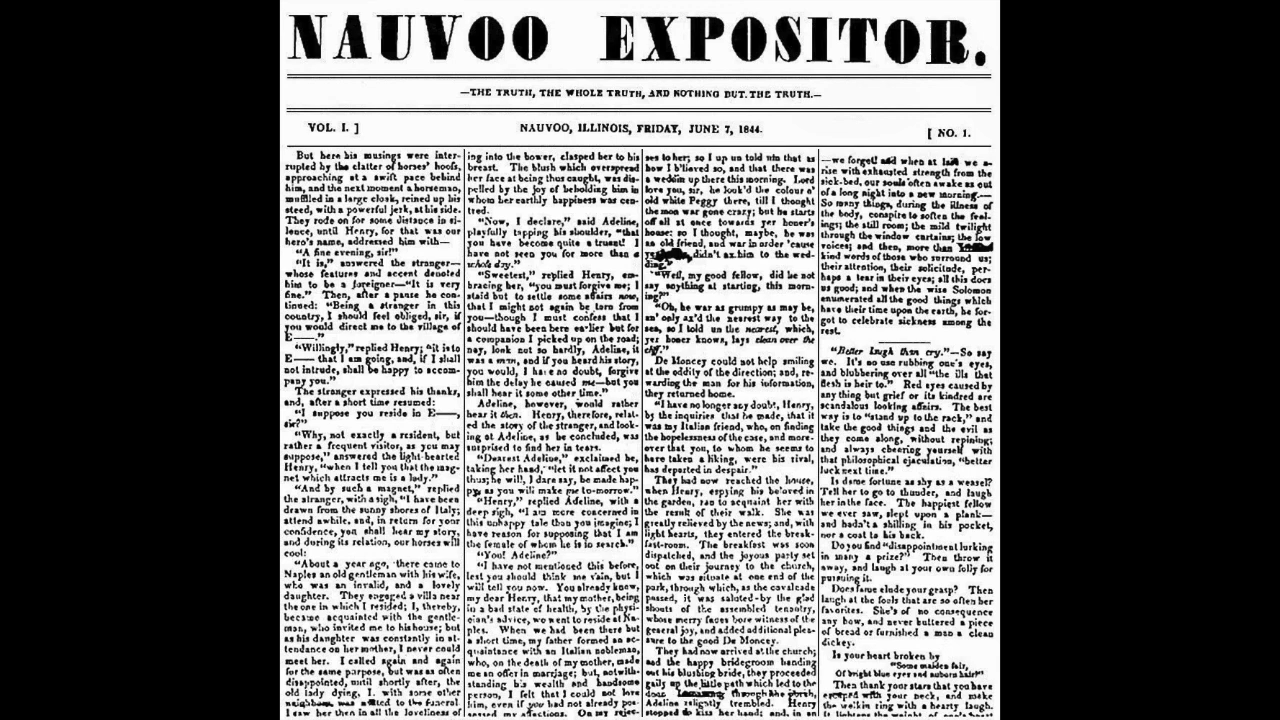 NAUVOO EXPOSITOR.
—THE TRUTH, THE WHOLE TRUTH, AND NOTHING BUT THE TRUTH.—
VOL. I. ]
NAUVOO, ILLINOIS, FRIDAY, JUNE 7, 1844.
[ NO. 1.
But here his musings were inter-
rupted by the clatter of horses' hoofs,
approaching at a swift pace behind
him, and the next moment a horseman,
muffled in a large cloak, reined up his
steed, with a powerful jerk, at his side.
They rode on for some distance in si-
lence, until Henry, for that was our
hero's name, addressed him with—
"A fine evening, sir!"
"It is," answered the stranger—
whose features and accent denoted
him to be a foreigner—"It is very
fine." Then, after a pause he con-
tinued: "Being a stranger in this
country, I should feel obliged, sir, if
you would direct me to the village of
E——."
"Willingly," replied Henry; "it is to
E—— that I am going, and, if I shall
not intrude, shall be happy to accom-
pany you."
The stranger expressed his thanks,
and, after a short time resumed:
"I suppose you reside in E——,
sir?"
"Why, not exactly a resident, but
rather a frequent visitor, as you may
suppose," answered the light-hearted
Henry, "when I tell you that the mag-
net which attracts me is a lady."
"And by such a magnet," replied
the stranger, with a sigh, "I have been
drawn from the sunny shores of Italy;
attend awhile, and, in return for your
confidence, you shall hear my story,
and during its relation, our horses will
cool:
"About a year ago, there came to
Naples an old gentleman with his wife,
who was an invalid, and a lovely
daughter. They engaged a villa near
the one in which I resided; I, thereby,
became acquainted with the gentle-
man, who invited me to his house; but
as his daughter was constantly in at-
tendance on her mother, I never could
meet her. I called again and again
for the same purpose, but was as often
disappointed, until shortly after, the
old lady dying, I, with some other
neighbors, was invited to the funeral.
I saw her then in all the loveliness of
ing into the bower, clasped her to his
breast. The blush which overspread
her face at being thus caught, was dis-
pelled by the joy of beholding him in
whom her earthly happiness was cen-
tred.
"Now, I declare," said Adeline,
playfully tapping his shoulder, "that
you have become quite a truant! I
have not seen you for more than a
whole day."
"Sweetest," replied Henry, em-
bracing her, "you must forgive me; I
staid but to settle some affairs now,
that I might not again be torn from
you—though I must confess that I
should have been here earlier but for
a companion I picked up on the road;
nay, look not so hardly, Adeline, it
was a man, and if you heard his story,
you would, I have no doubt, forgive
him the delay he caused me—but you
shall hear it some other time."
Adeline, however, would rather
hear it then. Henry, therefore, relat-
ed the story of the stranger, and look-
ing at Adeline, as he concluded, was
surprised to find her in tears.
"Dearest Adeline," exclaimed he,
taking her hand, "let it not affect you
thus; he will, I dare say, be made hap-
py, as you will make me to-morrow."
"Henry," replied Adeline, with a
deep sigh, "I am more concerned in
this unhappy tale than you imagine; I
have reason for supposing that I am
the female of whom he is in search."
"You! Adeline?"
"I have not mentioned this before,
lest you should think me vain, but I
will tell you now. You already know,
my dear Henry, that my mother, being
in a bad state of health, by the physi-
cian's advice, we went to reside at Na-
ples. When we had been there but
a short time, my father formed an ac-
quaintance with an Italian nobleman,
who, on the death of my mother, made
me an offer in marriage; but, notwith-
standing his wealth and handsome
person, I felt that I could not love
him, even if you had not already pos-
sessed my affections. On my rejec-
ses to her; so I up un told him that as
how I b'lieved so, and that there was
a weddin up there this morning. Lord
love you, sir, he look'd the colour o'
old white Peggy there, till I thought
the mon war gone crazy; but he starts
off all at once towards yer honer's
house: so I thought, maybe, he was
an old friend, and war in order 'cause
didn't ax him to the wed-
ding."
"Well, my good fellow, did he not
say anything at starting, this morn-
ing?"
"Oh, he war as grumpy as may be,
an' only ax'd the nearest way to the
sea, so I told un the nearest, which,
yer honer knows, lays clean over the
cliff."
De Moncey could not help smiling
at the oddity of the direction; and, re-
warding the man for his information,
they returned home.
"I have no longer any doubt, Henry,
by the inquiries that he made, that it
was my Italian friend, who, on finding
the hopelessness of the case, and more-
over that you, to whom he seems to
have taken a liking, were his rival,
has departed in despair."
They had now reached the house,
when Henry, espying his beloved in
the garden, ran to acquaint her with
the result of their walk. She was
greatly relieved by the news; and, with
light hearts, they entered the break-
fast-room. The breakfast was soon
dispatched, and the joyous party set
out on their journey to the church,
which was situate at one end of the
park, through which, as the cavalcade
passed, it was saluted by the glad
shouts of the assembled tenantry,
whose merry faces bore witness of the
general joy, and added additional plea-
sure to the good De Moncey.
They had now arrived at the church;
and the happy bridegroom handing
out his blushing bride, they proceeded
gaily up the little path which led to the
door. through the porch,
Adeline slightly trembled. Henry
stopped to kiss her hand; and, in an
—we forget! and when at last we a-
rise with exhausted strength from the
sick-bed, our souls often awake as out
of a long night into a new morning.—
So many things, during the illness of
the body, conspire to soften the feel-
ings; the still room; the mild twilight
through the window curtains; the low
voices; and then, more than
kind words of those who surround us;
their attention, their solicitude, per-
haps a tear in their eyes; all this does
us good; and when the wise Solomon
enumerated all the good things which
have their time upon the earth, he for-
got to celebrate sickness among the
rest.
"Better laugh than cry."—So say
we. It's no use rubbing one's eyes,
and blubbering over all "the ills that
flesh is heir to." Red eyes caused by
any thing but grief or its kindred are
scandalous looking affairs. The best
way is to "stand up to the rack," and
take the good things and the evil as
they come along, without repining;
and always cheering yourself with
that philosophical ejaculation, "better
luck next time."
Is dame fortune as shy as a weasel?
Tell her to go to thunder, and laugh
her in the face. The happiest fellow
we ever saw, slept upon a plank—
and hadn't a shilling in his pocket,
nor a coat to his back.
Do you find "disappointment lurking
in many a prize?" Then throw it
away, and laugh at your own folly for
pursuing it.
Does fame elude your grasp? Then
laugh at the fools that are so often her
favorites. She's of no consequence
any how, and never buttered a piece
of bread or furnished a man a clean
dickey.
Is your heart broken by
"Some maiden fair,
Of bright blue eyes and auburn hair?"
Then thank your stars that you have
escaped with your neck, and make
the welkin ring with a hearty laugh.
It lightens the weight of one's heart